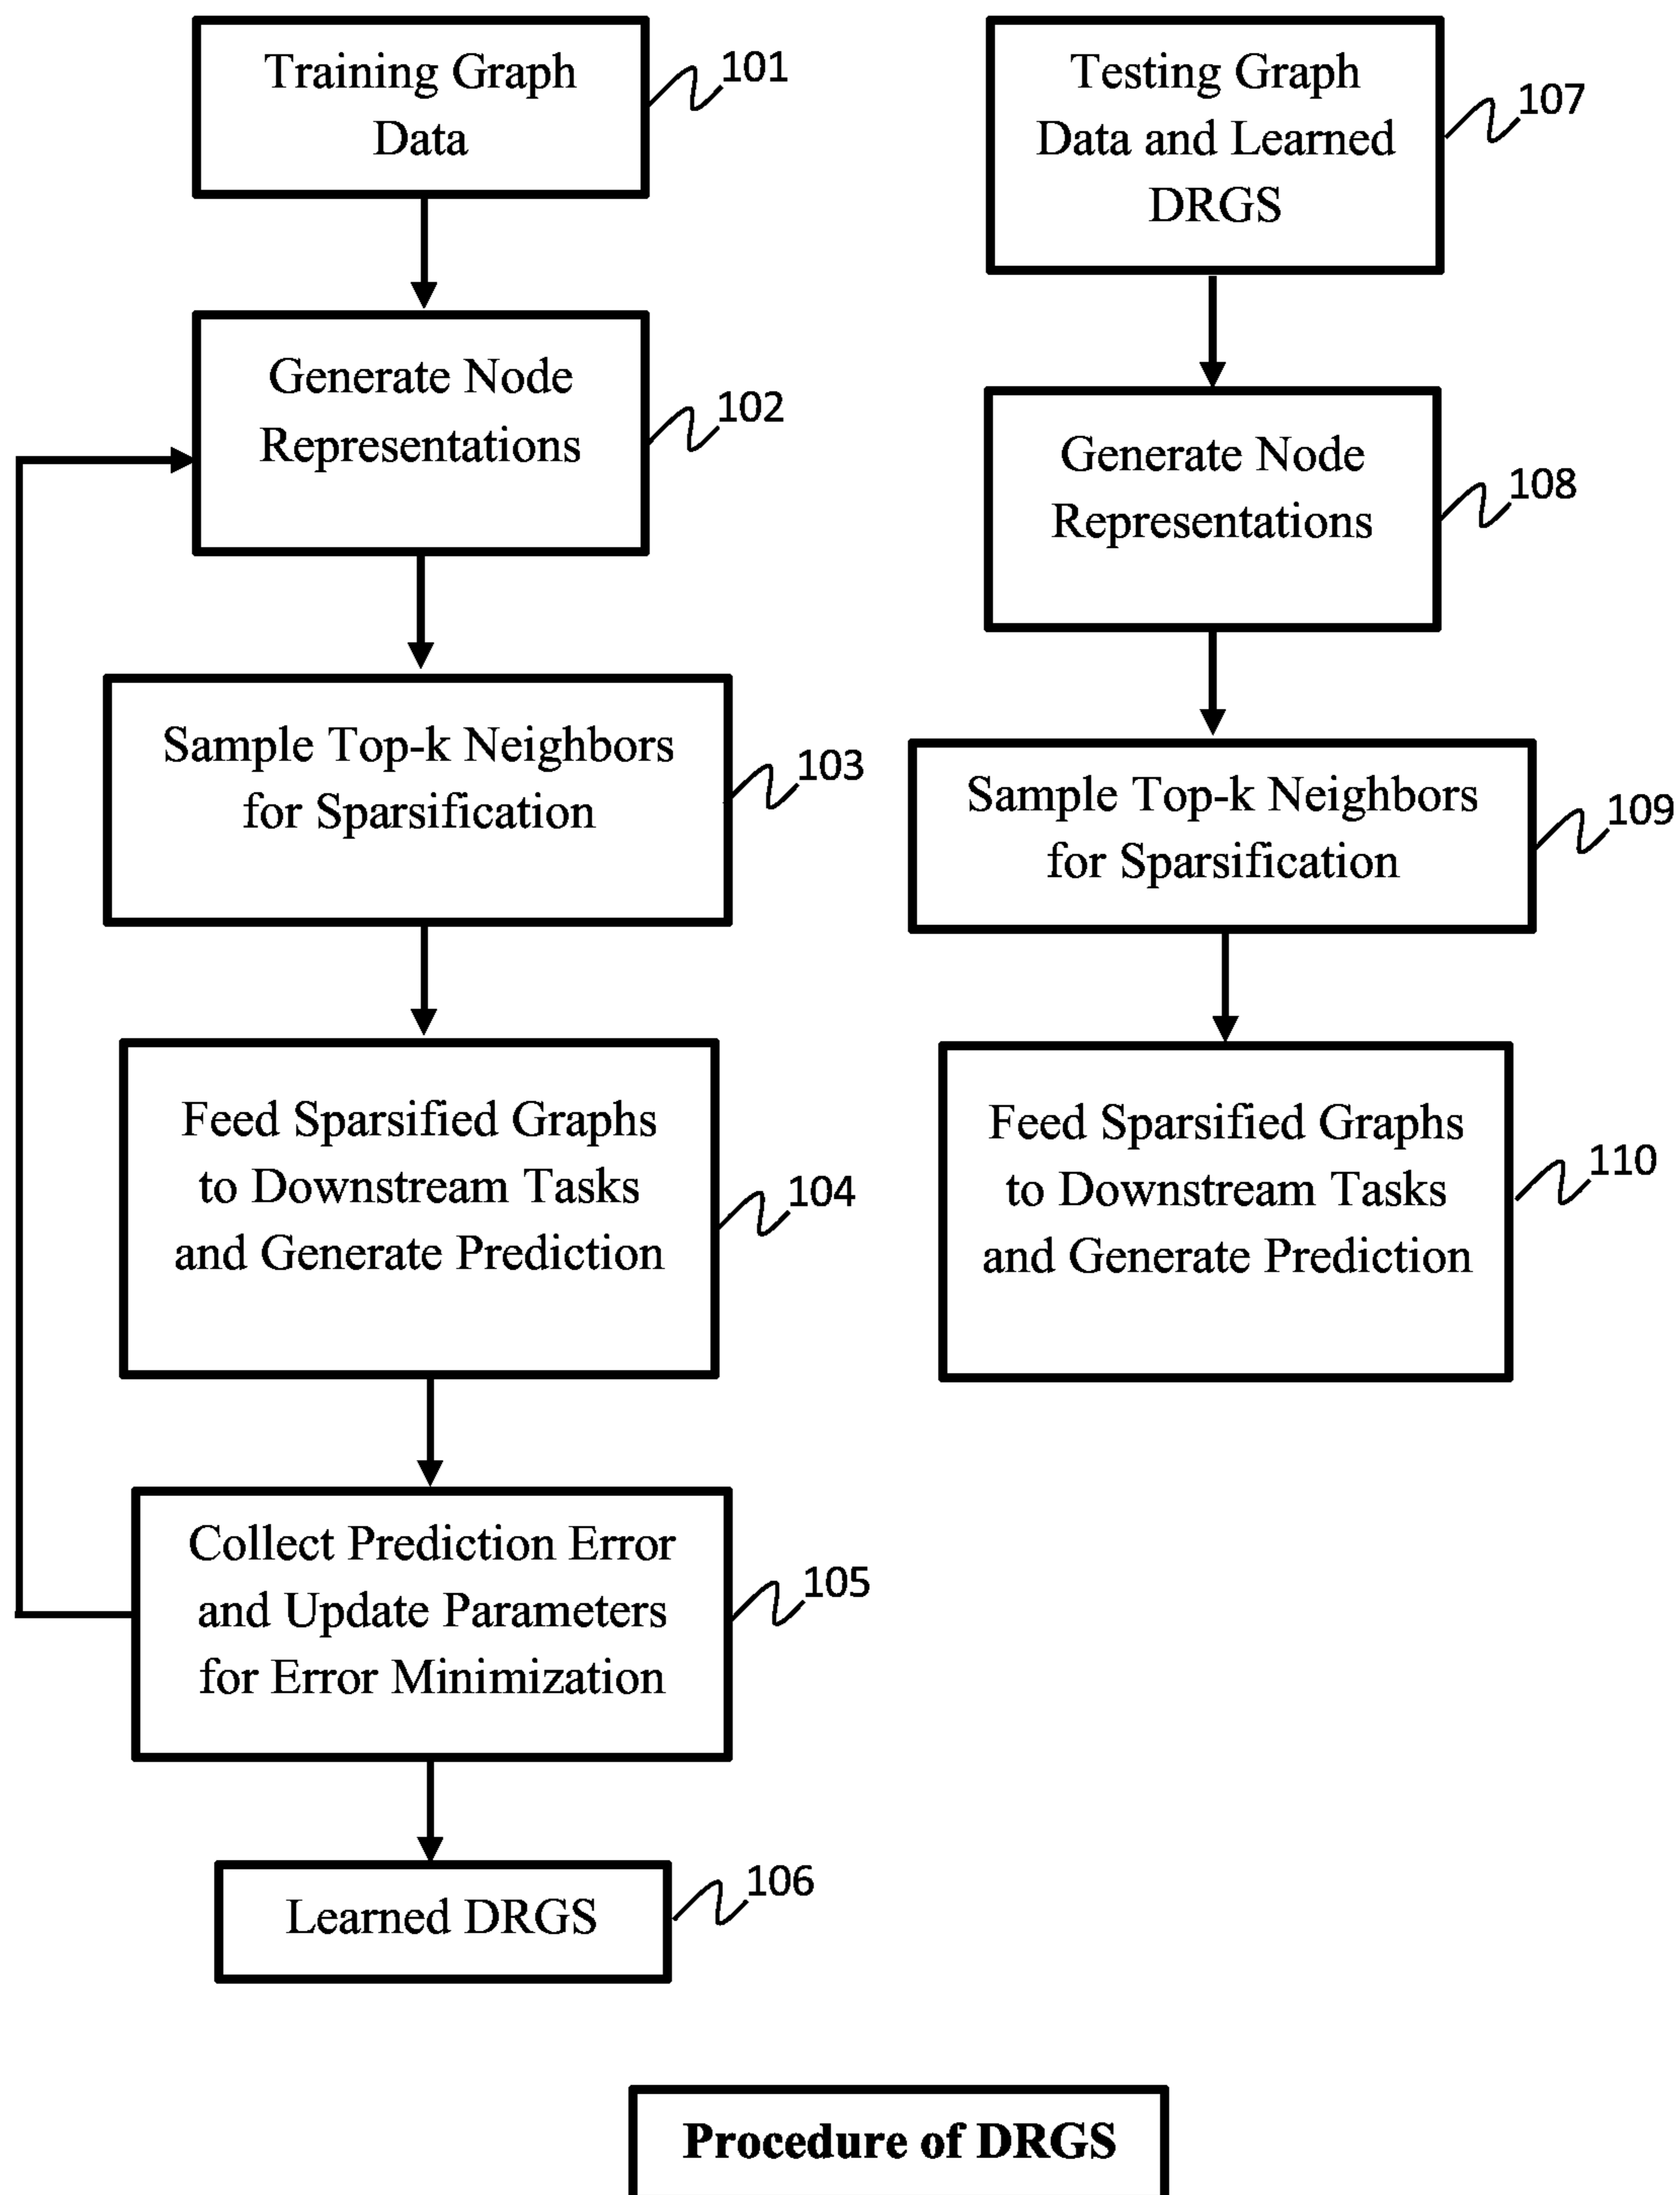 Training Graph
Data
101
Generate Node
Representations
102
Sample Top-k Neighbors
for Sparsification
103
Feed Sparsified Graphs
to Downstream Tasks
and Generate Prediction
104
Collect Prediction Error
and Update Parameters
for Error Minimization
105
Learned DRGS
106
Testing Graph
Data and Learned
DRGS
107
Generate Node
Representations
108
Sample Top-k Neighbors
for Sparsification
109
Feed Sparsified Graphs
to Downstream Tasks
and Generate Prediction
110
Procedure of DRGS